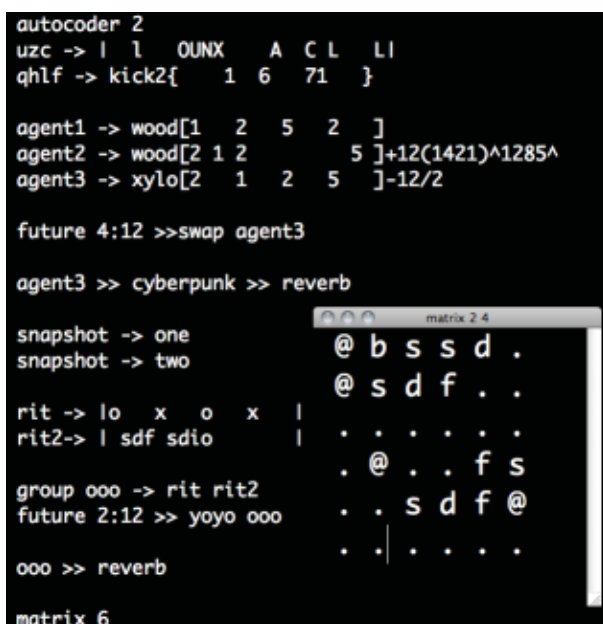 autocoder 2
uzc -> |  l   OUNX    A  C L   L|
qhlf -> kick2{    1  6   71   }
agent1 -> wood[1   2   5   2   ]
agent2 -> wood[2 1 2         5 ]+12(1421)^1285^
agent3 -> xylo[2   1   2   5   ]-12/2
future 4:12 >>swap agent3
agent3 >> cyberpunk >> reverb
snapshot -> one
snapshot -> two
rit -> |o   x   o   x   |
rit2-> | sdf sdio       |
group ooo -> rit rit2
future 2:12 >> yoyo ooo
ooo >> reverb
matrix 6
matrix 2 4
@ b s s d .
@ s d f . .
. . . . . .
. @ . . f s
. . s d f @
. . . . . .